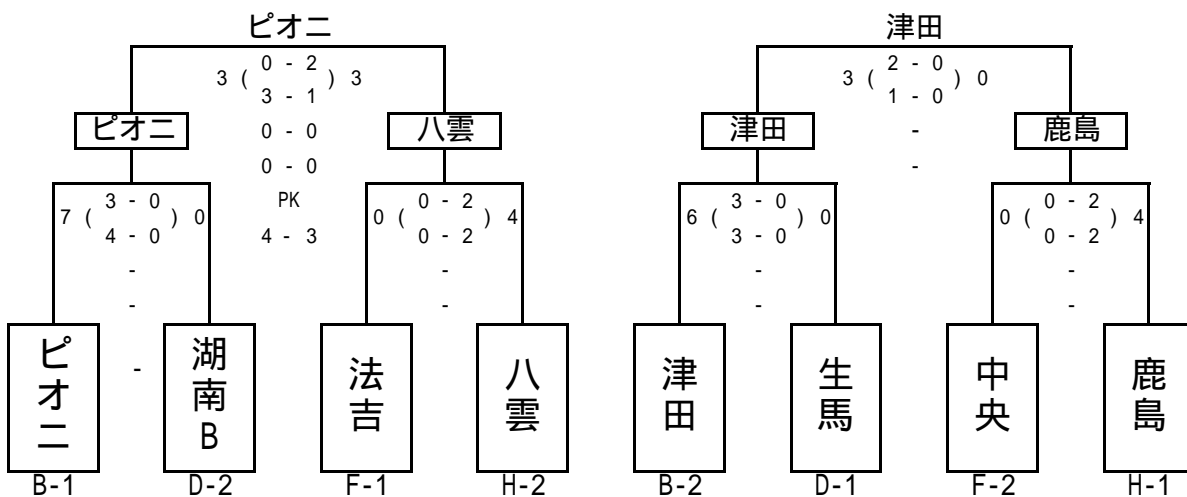 ピオニ 津田
0 - 2 2 - 0
3 ( ) 3 3 ( ) 0
3 - 1 1 - 0
ピオニ 0 - 0 八雲 津田 - 鹿島
0 - 0 -
3 - 0 PK 0 - 2 3 - 0 0 - 2
7 ( ) 0 0 ( ) 4 6 ( ) 0 0 ( ) 4
4 - 0 4 - 3 0 - 2 3 - 0 0 - 2
- - - -
- - - -
ピオニ - 湖南B 法吉 八雲 津田 生馬 中央 鹿島
B-1 D-2 F-1 H-2 B-2 D-1 F-2 H-1